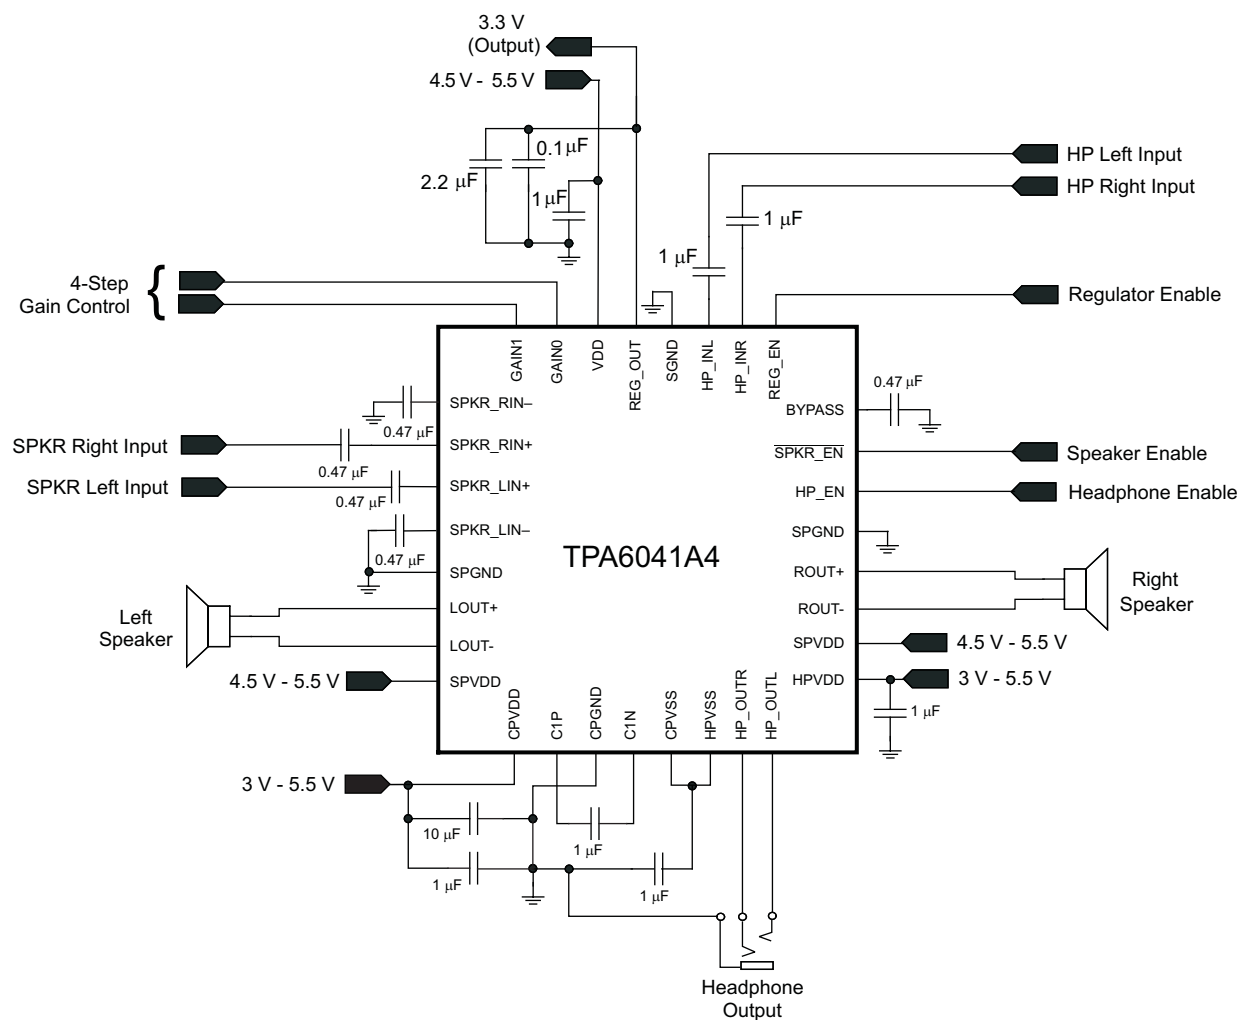 3.3 V
(Output)
4.5 V - 5.5 V
0.1 μF
2.2 μF
1 μF
HP Left Input
HP Right Input
1 μF
1 μF
4-Step
Gain Control
{
Regulator Enable
GAIN1
GAIN0
VDD
REG_OUT
SGND
HP_INL
HP_INR
REG_EN
SPKR_RIN–
0.47 μF
BYPASS
0.47 μF
SPKR Right Input
0.47 μF
SPKR_RIN+
SPKR_EN
Speaker Enable
SPKR Left Input
0.47 μF
SPKR_LIN+
HP_EN
Headphone Enable
SPKR_LIN–
0.47 μF
SPGND
TPA6041A4
SPGND
ROUT+
Left
Speaker
LOUT+
ROUT-
Right
Speaker
LOUT-
SPVDD
4.5 V - 5.5 V
4.5 V - 5.5 V
SPVDD
HPVDD
3 V - 5.5 V
1 μF
CPVDD
C1P
CPGND
C1N
CPVSS
HPVSS
HP_OUTR
HP_OUTL
3 V - 5.5 V
10 μF
1 μF
1 μF
1 μF
Headphone
Output